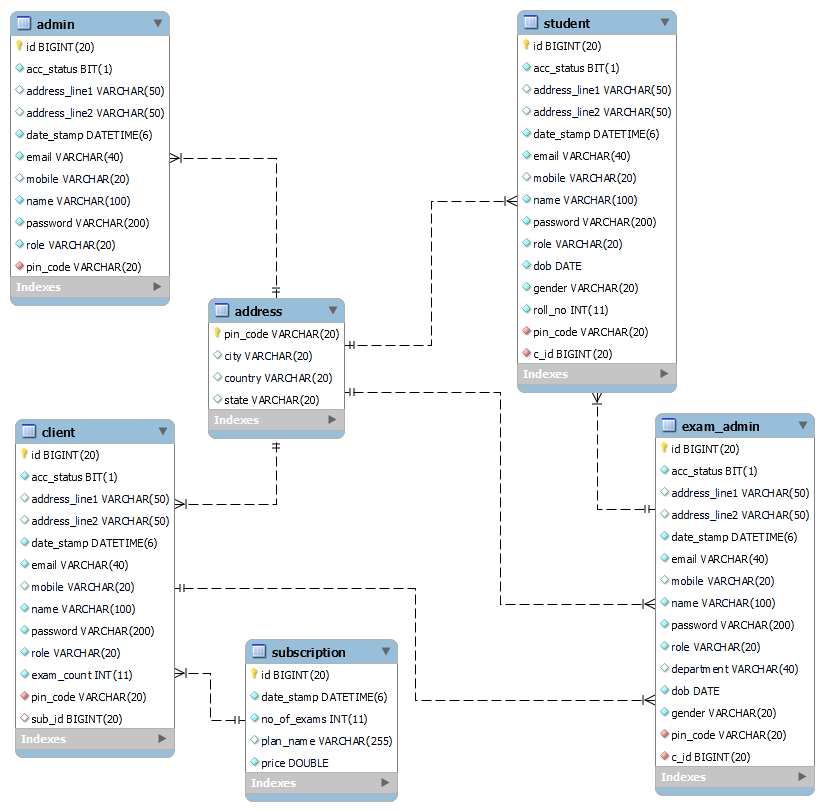 admin
id BIGINT(20)
acc_status BIT(1)
address_line1 VARCHAR(50)
address_line2 VARCHAR(50)
date_stamp DATETIME(6)
email VARCHAR(40)
mobile VARCHAR(20)
name VARCHAR(100)
password VARCHAR(200)
role VARCHAR(20)
pin_code VARCHAR(20)
Indexes
student
id BIGINT(20)
acc_status BIT(1)
address_line1 VARCHAR(50)
address_line2 VARCHAR(50)
date_stamp DATETIME(6)
email VARCHAR(40)
mobile VARCHAR(20)
name VARCHAR(100)
password VARCHAR(200)
role VARCHAR(20)
dob DATE
gender VARCHAR(20)
roll_no INT(11)
pin_code VARCHAR(20)
c_id BIGINT(20)
Indexes
address
pin_code VARCHAR(20)
city VARCHAR(20)
country VARCHAR(20)
state VARCHAR(20)
Indexes
client
id BIGINT(20)
acc_status BIT(1)
address_line1 VARCHAR(50)
address_line2 VARCHAR(50)
date_stamp DATETIME(6)
email VARCHAR(40)
mobile VARCHAR(20)
name VARCHAR(100)
password VARCHAR(200)
role VARCHAR(20)
exam_count INT(11)
pin_code VARCHAR(20)
sub_id BIGINT(20)
Indexes
exam_admin
id BIGINT(20)
acc_status BIT(1)
address_line1 VARCHAR(50)
address_line2 VARCHAR(50)
date_stamp DATETIME(6)
email VARCHAR(40)
mobile VARCHAR(20)
name VARCHAR(100)
password VARCHAR(200)
role VARCHAR(20)
department VARCHAR(40)
dob DATE
gender VARCHAR(20)
pin_code VARCHAR(20)
c_id BIGINT(20)
Indexes
subscription
id BIGINT(20)
date_stamp DATETIME(6)
no_of_exams INT(11)
plan_name VARCHAR(255)
price DOUBLE
Indexes